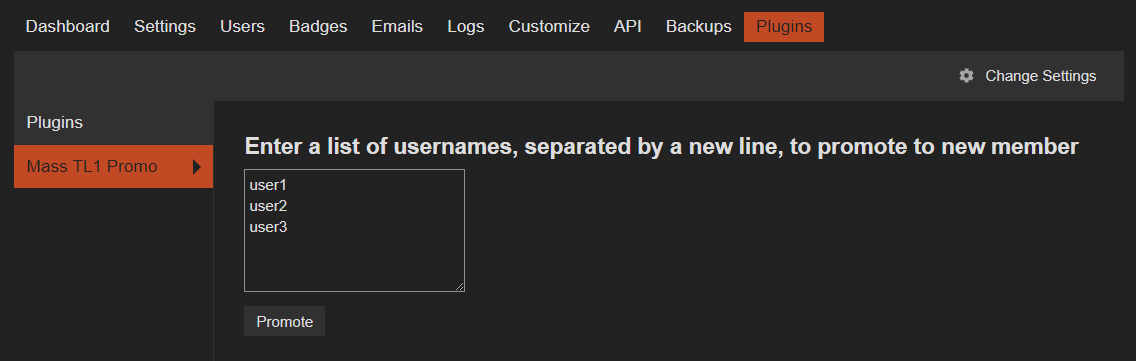 Dashboard Settings Users Badges Emails Logs Customize API Backups Plugins
Change Settings
Plugins
Mass TL1 Promo
Enter a list of usernames, separated by a new line, to promote to new member
user1
user2
user3
Promote